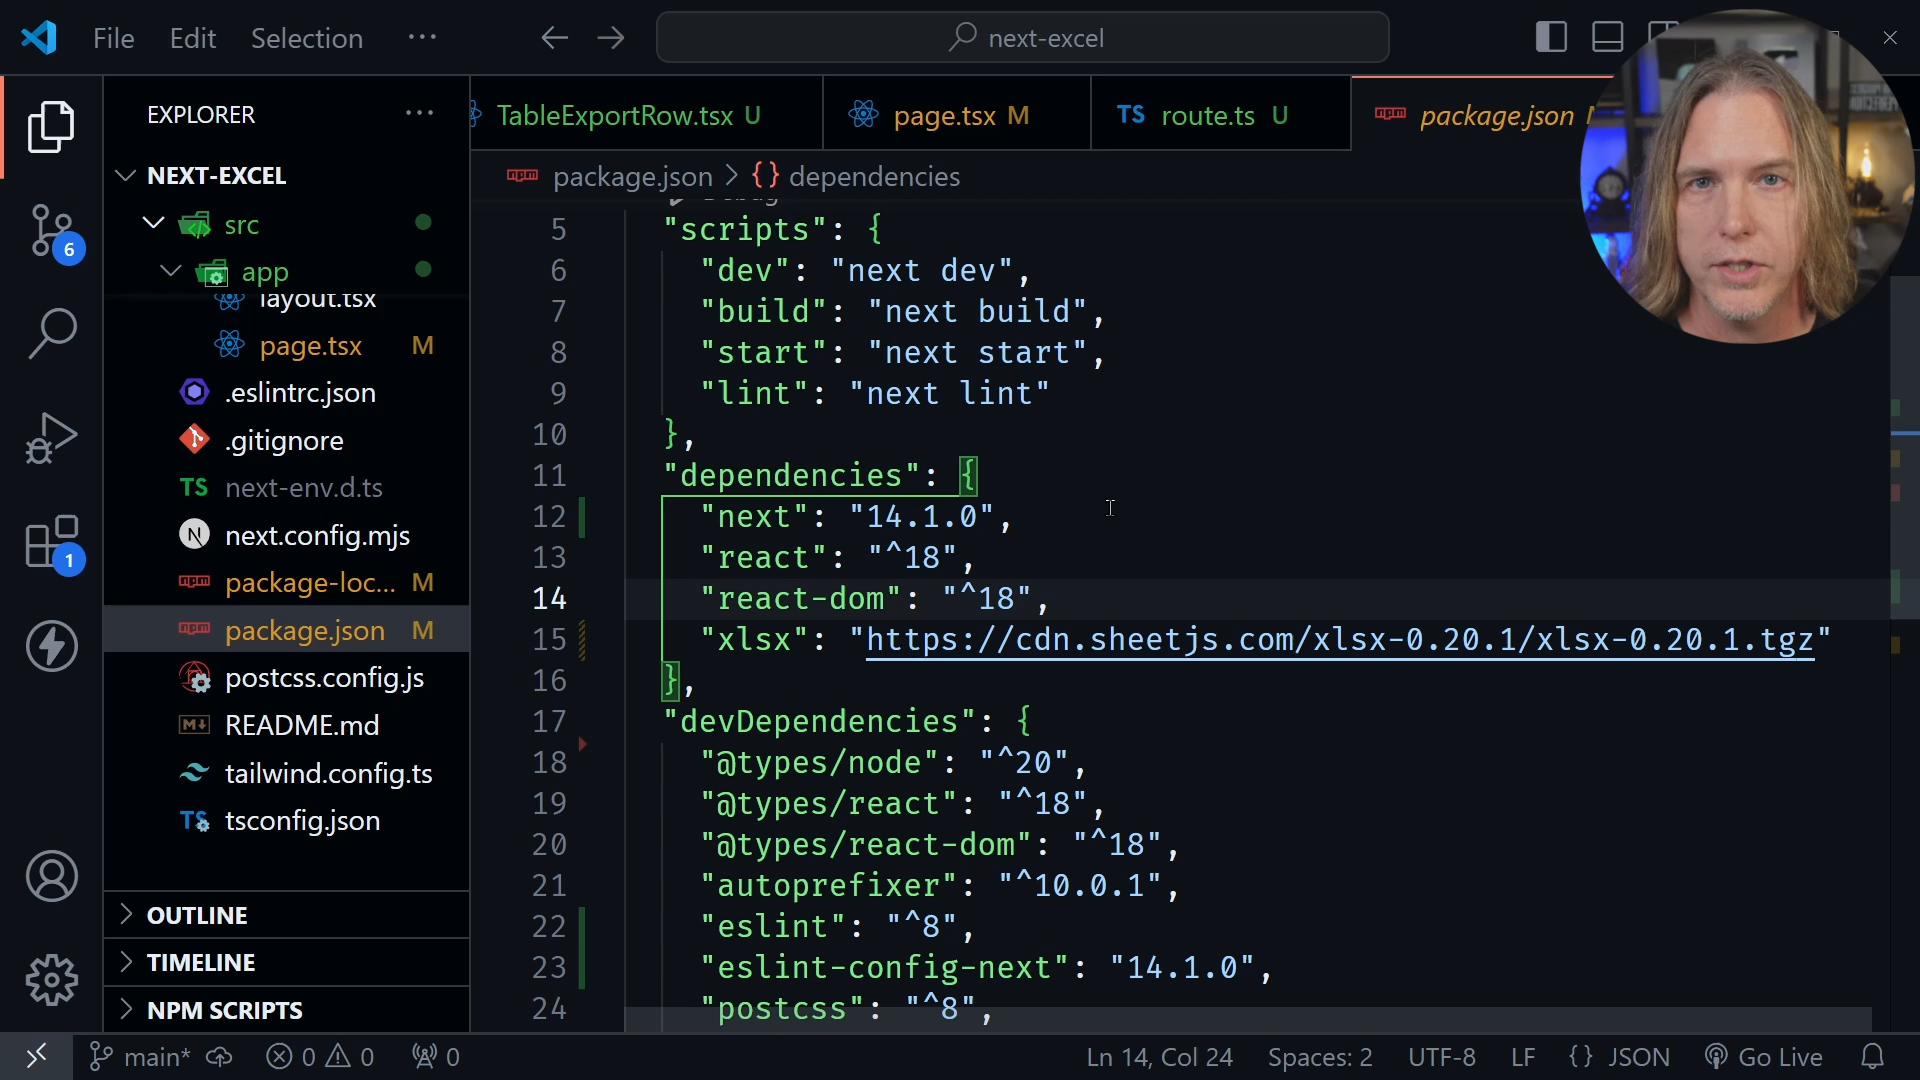 File Edit Selection ···
next-excel
EXPLORER ···
NEXT-EXCEL
src
app
layout.tsx
page.tsx M
.eslintrc.json
.gitignore
TS next-env.d.ts
N next.config.mjs
package-loc... M
package.json M
postcss.config.js
README.md
tailwind.config.ts
TS tsconfig.json
OUTLINE
TIMELINE
NPM SCRIPTS
6
1
TableExportRow.tsx U
page.tsx M
TS route.ts U
package.json
package.json > {} dependencies
Debug
5 "scripts": {
6 "dev": "next dev",
7 "build": "next build",
8 "start": "next start",
9 "lint": "next lint"
10 },
11 "dependencies": {
12 "next": "14.1.0",
13 "react": "^18",
14 "react-dom": "^18",
15 "xlsx": "https://cdn.sheetjs.com/xlsx-0.20.1/xlsx-0.20.1.tgz"
16 },
17 "devDependencies": {
18 "@types/node": "^20",
19 "@types/react": "^18",
20 "@types/react-dom": "^18",
21 "autoprefixer": "^10.0.1",
22 "eslint": "^8",
23 "eslint-config-next": "14.1.0",
24 "postcss": "^8",
main* 0 0 0
Ln 14, Col 24 Spaces: 2 UTF-8 LF {} JSON Go Live